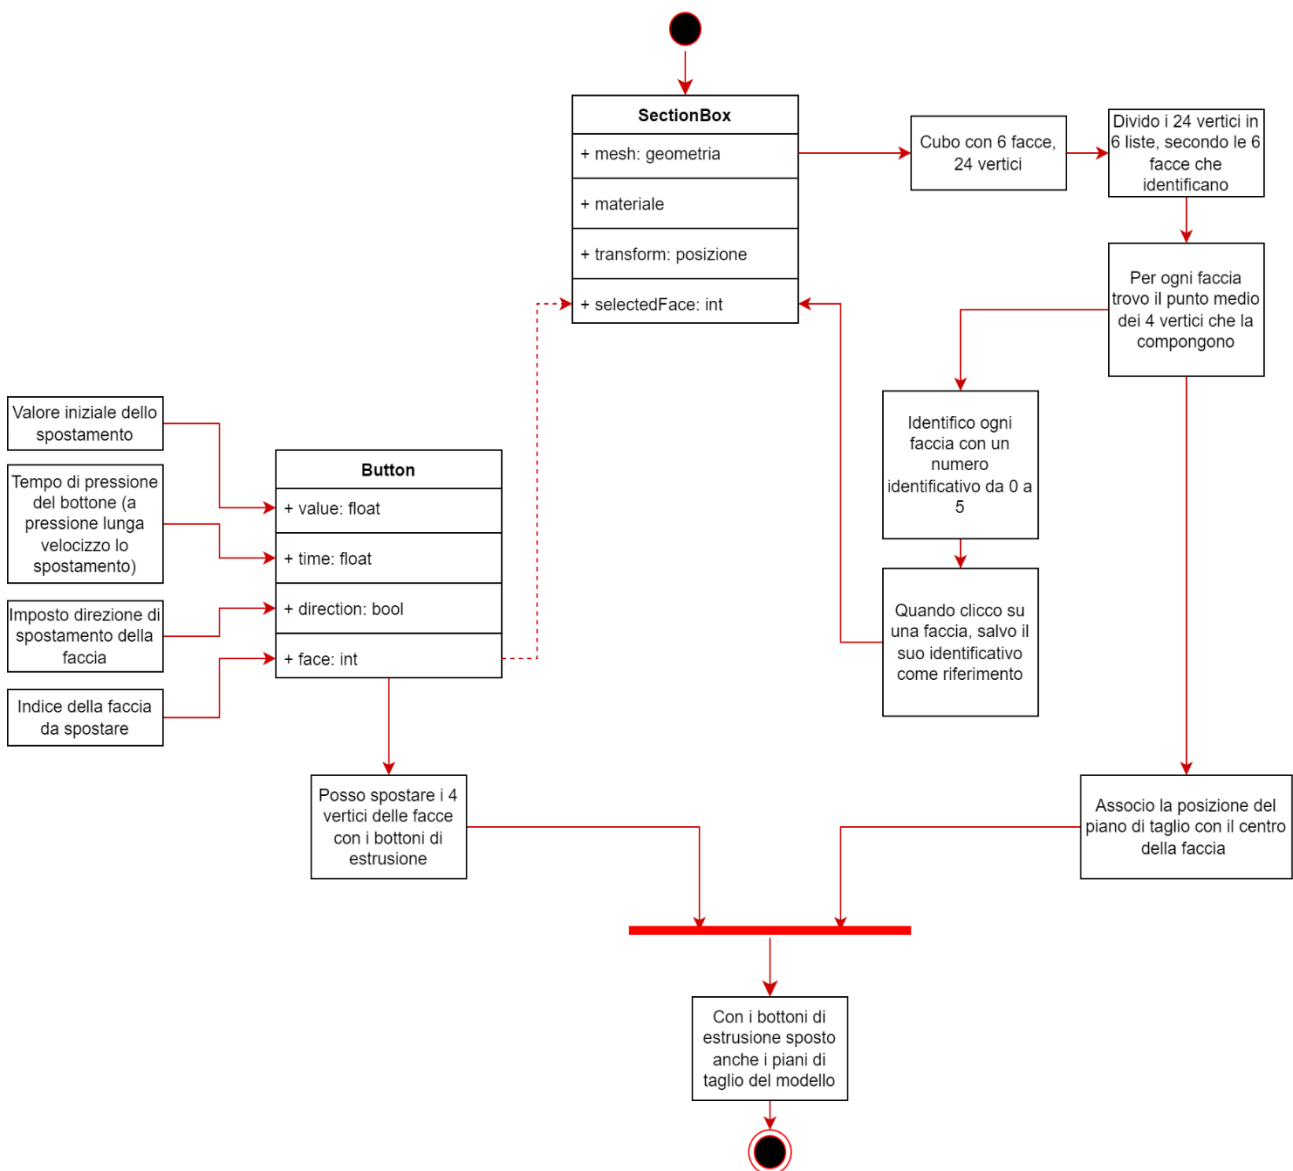 SectionBox
+ mesh: geometria
+ materiale
+ transform: posizione
+ selectedFace: int
Cubo con 6 facce,
24 vertici
Divido i 24 vertici in
6 liste, secondo le 6
facce che
identificano
Per ogni faccia
trovo il punto medio
dei 4 vertici che la
compongono
Identifico ogni
faccia con un
numero
identificativo da 0 a
5
Quando clicco su
una faccia, salvo il
suo identificativo
come riferimento
Valore iniziale dello
spostamento
Tempo di pressione
del bottone (a
pressione lunga
velocizzo lo
spostamento)
Imposto direzione di
spostamento della
faccia
Indice della faccia
da spostare
Button
+ value: float
+ time: float
+ direction: bool
+ face: int
Posso spostare i 4
vertici delle facce
con i bottoni di
estrusione
Associo la posizione del
piano di taglio con il centro
della faccia
Con i bottoni di
estrusione sposto
anche i piani di
taglio del modello